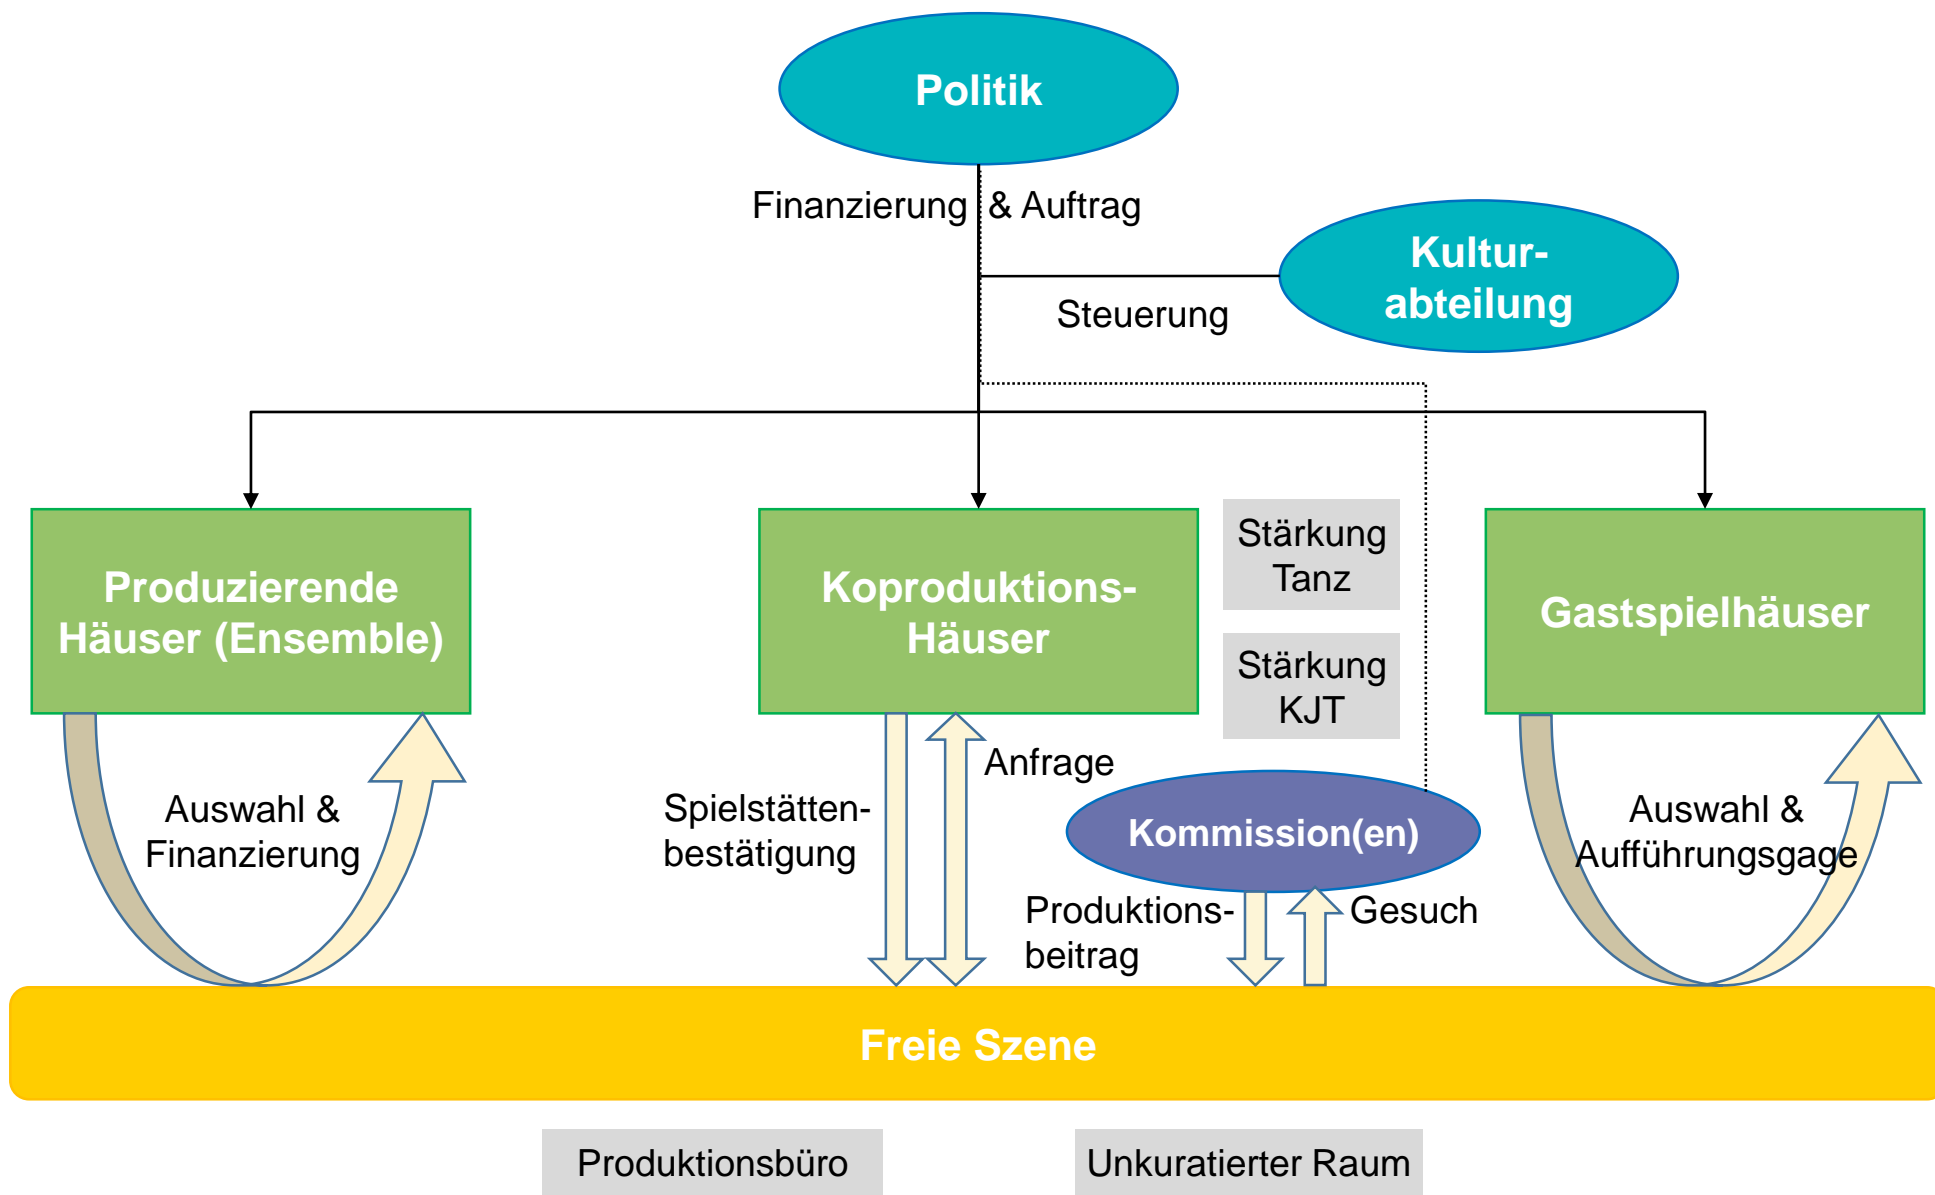 Politik
Finanzierung & Auftrag
Kultur-
abteilung
Steuerung
Produzierende
Häuser (Ensemble)
Koproduktions-
Häuser
Stärkung
Tanz
Stärkung
KJT
Gastspielhäuser
Auswahl &
Finanzierung
Spielstätten-
bestätigung
Anfrage
Kommission(en)
Produktions-
beitrag
Gesuch
Auswahl &
Aufführungsgage
Freie Szene
Produktionsbüro
Unkuratierter Raum